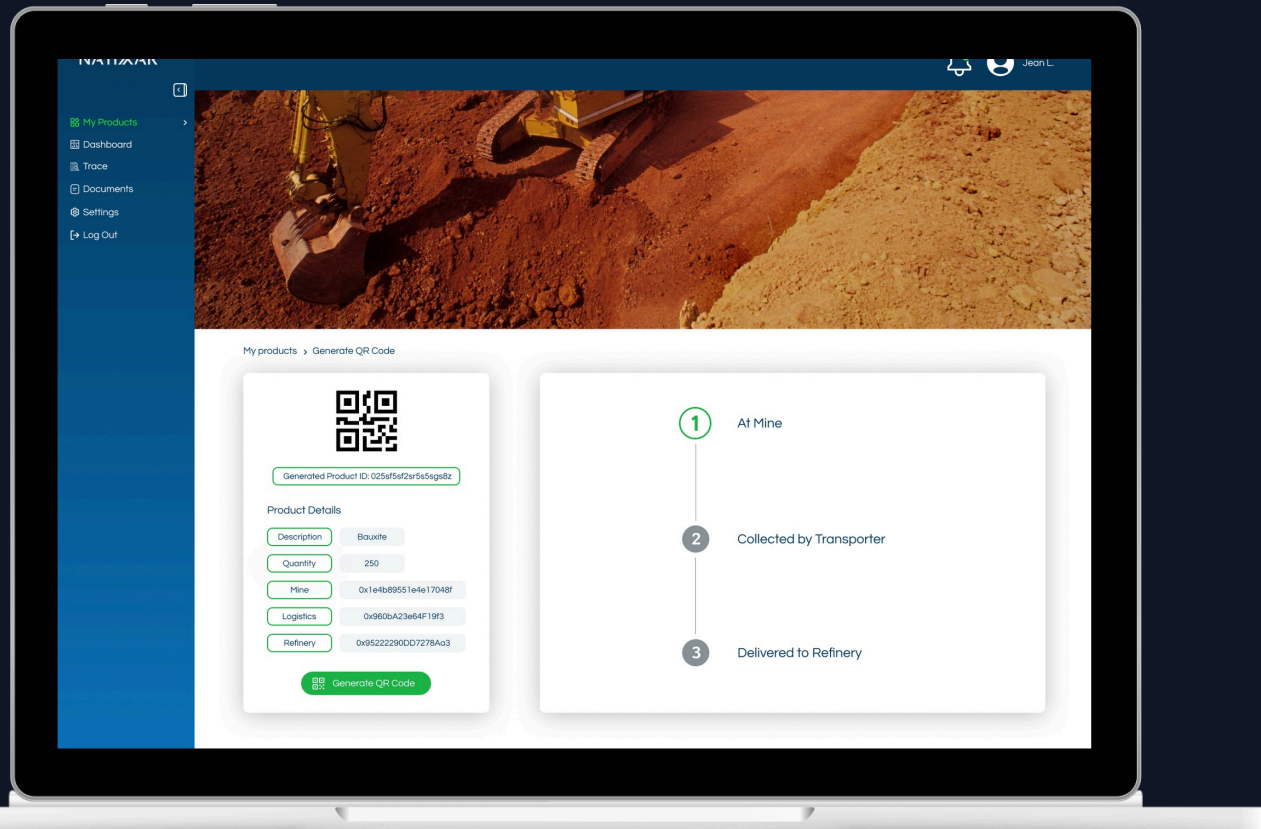 NATIXAR
Jean L.
My Products
Dashboard
Trace
Documents
Settings
Log Out
My products > Generate QR Code
Generated Product ID: 025sf5sf2sr5s5sgs8z
Product Details
Description Bauxite
Quantity 250
Mine 0x1e4b89551e4e17048f
Logistics 0x960bA23e64F19f3
Refinery 0x95222290DD7278Aa3
Generate QR Code
1 At Mine
2 Collected by Transporter
3 Delivered to Refinery